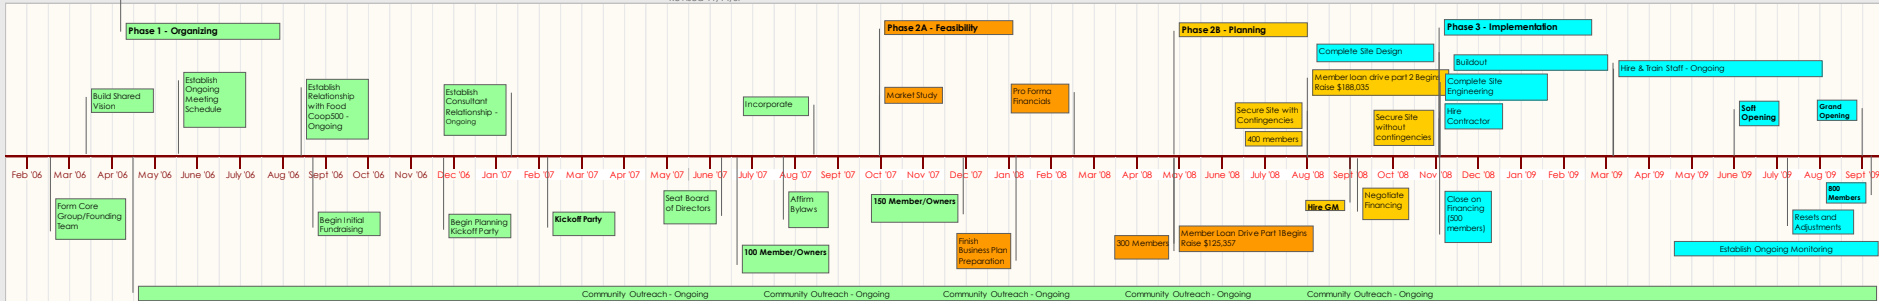 Phase 1 - Organizing
Phase 2A - Feasibility
Phase 2B - Planning
Phase 3 - Implementation
Complete Site Design
Buildout
Hire & Train Staff - Ongoing
Build Shared
Vision
Establish
Ongoing
Meeting
Schedule
Establish
Relationship
with Food
Coop500 -
Ongoing
Establish
Consultant
Relationship -
Ongoing
Incorporate
Market Study
Pro Forma
Financials
Member loan drive part 2 Begins
Raise $188,035
Secure Site with
Contingencies
400 members
Secure Site
without
contingencies
Complete Site
Engineering
Hire
Contractor
Soft
Opening
Grand
Opening
Feb '06 Mar '06 Apr '06 May '06 June '06 July '06 Aug '06 Sept '06 Oct '06 Nov '06 Dec '06 Jan '07 Feb '07 Mar '07 Apr '07 May '07 June '07 July '07 Aug '07 Sept '07 Oct '07 Nov '07 Dec '07 Jan '08 Feb '08 Mar '08 Apr '08 May '08 June '08 July '08 Aug '08 Sept '08 Oct '08 Nov '08 Dec '08 Jan '09 Feb '09 Mar '09 Apr '09 May '09 June '09 July '09 Aug '09 Sept '09
Form Core
Group/Founding
Team
Begin Initial
Fundraising
Begin Planning
Kickoff Party
Kickoff Party
Seat Board
of Directors
100 Member/Owners
Affirm
Bylaws
150 Member/Owners
Finish
Business Plan
Preparation
300 Members
Member Loan Drive Part 1Begins
Raise $125,357
Hire GM
Negotiate
Financing
Close on
Financing
(500
members)
800
Members
Resets and
Adjustments
Establish Ongoing Monitoring
Community Outreach - Ongoing Community Outreach - Ongoing Community Outreach - Ongoing Community Outreach - Ongoing Community Outreach - Ongoing